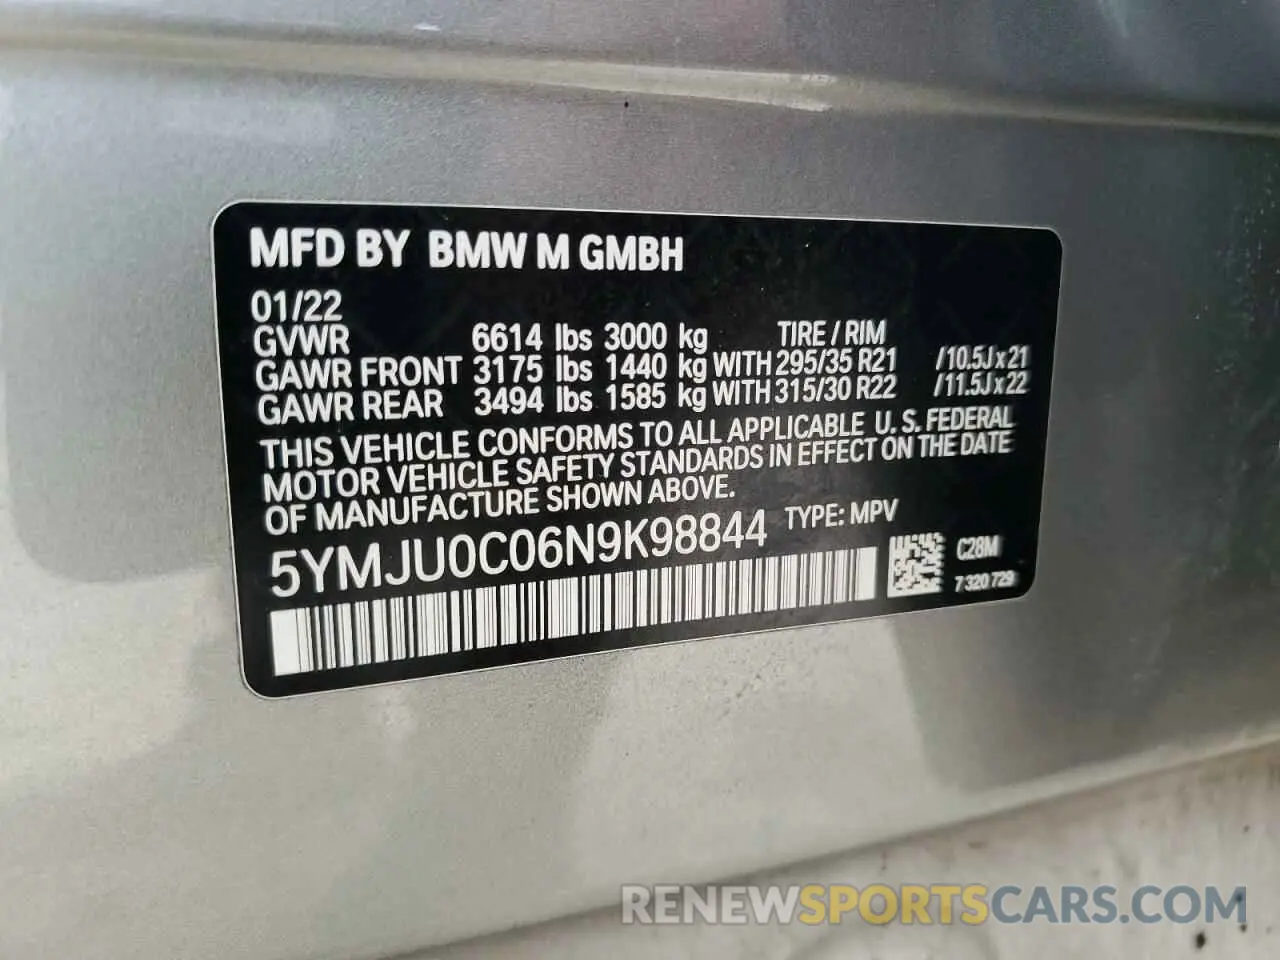 MFD BY BMW M GMBH
01/22
GVWR 6614 lbs 3000 kg TIRE / RIM
GAWR FRONT 3175 lbs 1440 kg WITH 295/35 R21 /10.5J x 21
GAWR REAR 3494 lbs 1585 kg WITH 315/30 R22 /11.5J x 22
THIS VEHICLE CONFORMS TO ALL APPLICABLE U. S. FEDERAL
MOTOR VEHICLE SAFETY STANDARDS IN EFFECT ON THE DATE
OF MANUFACTURE SHOWN ABOVE.
5YMJU0C06N9K98844 TYPE: MPV
C28M
7 320 729
RENEWSPORTSCARS.COM